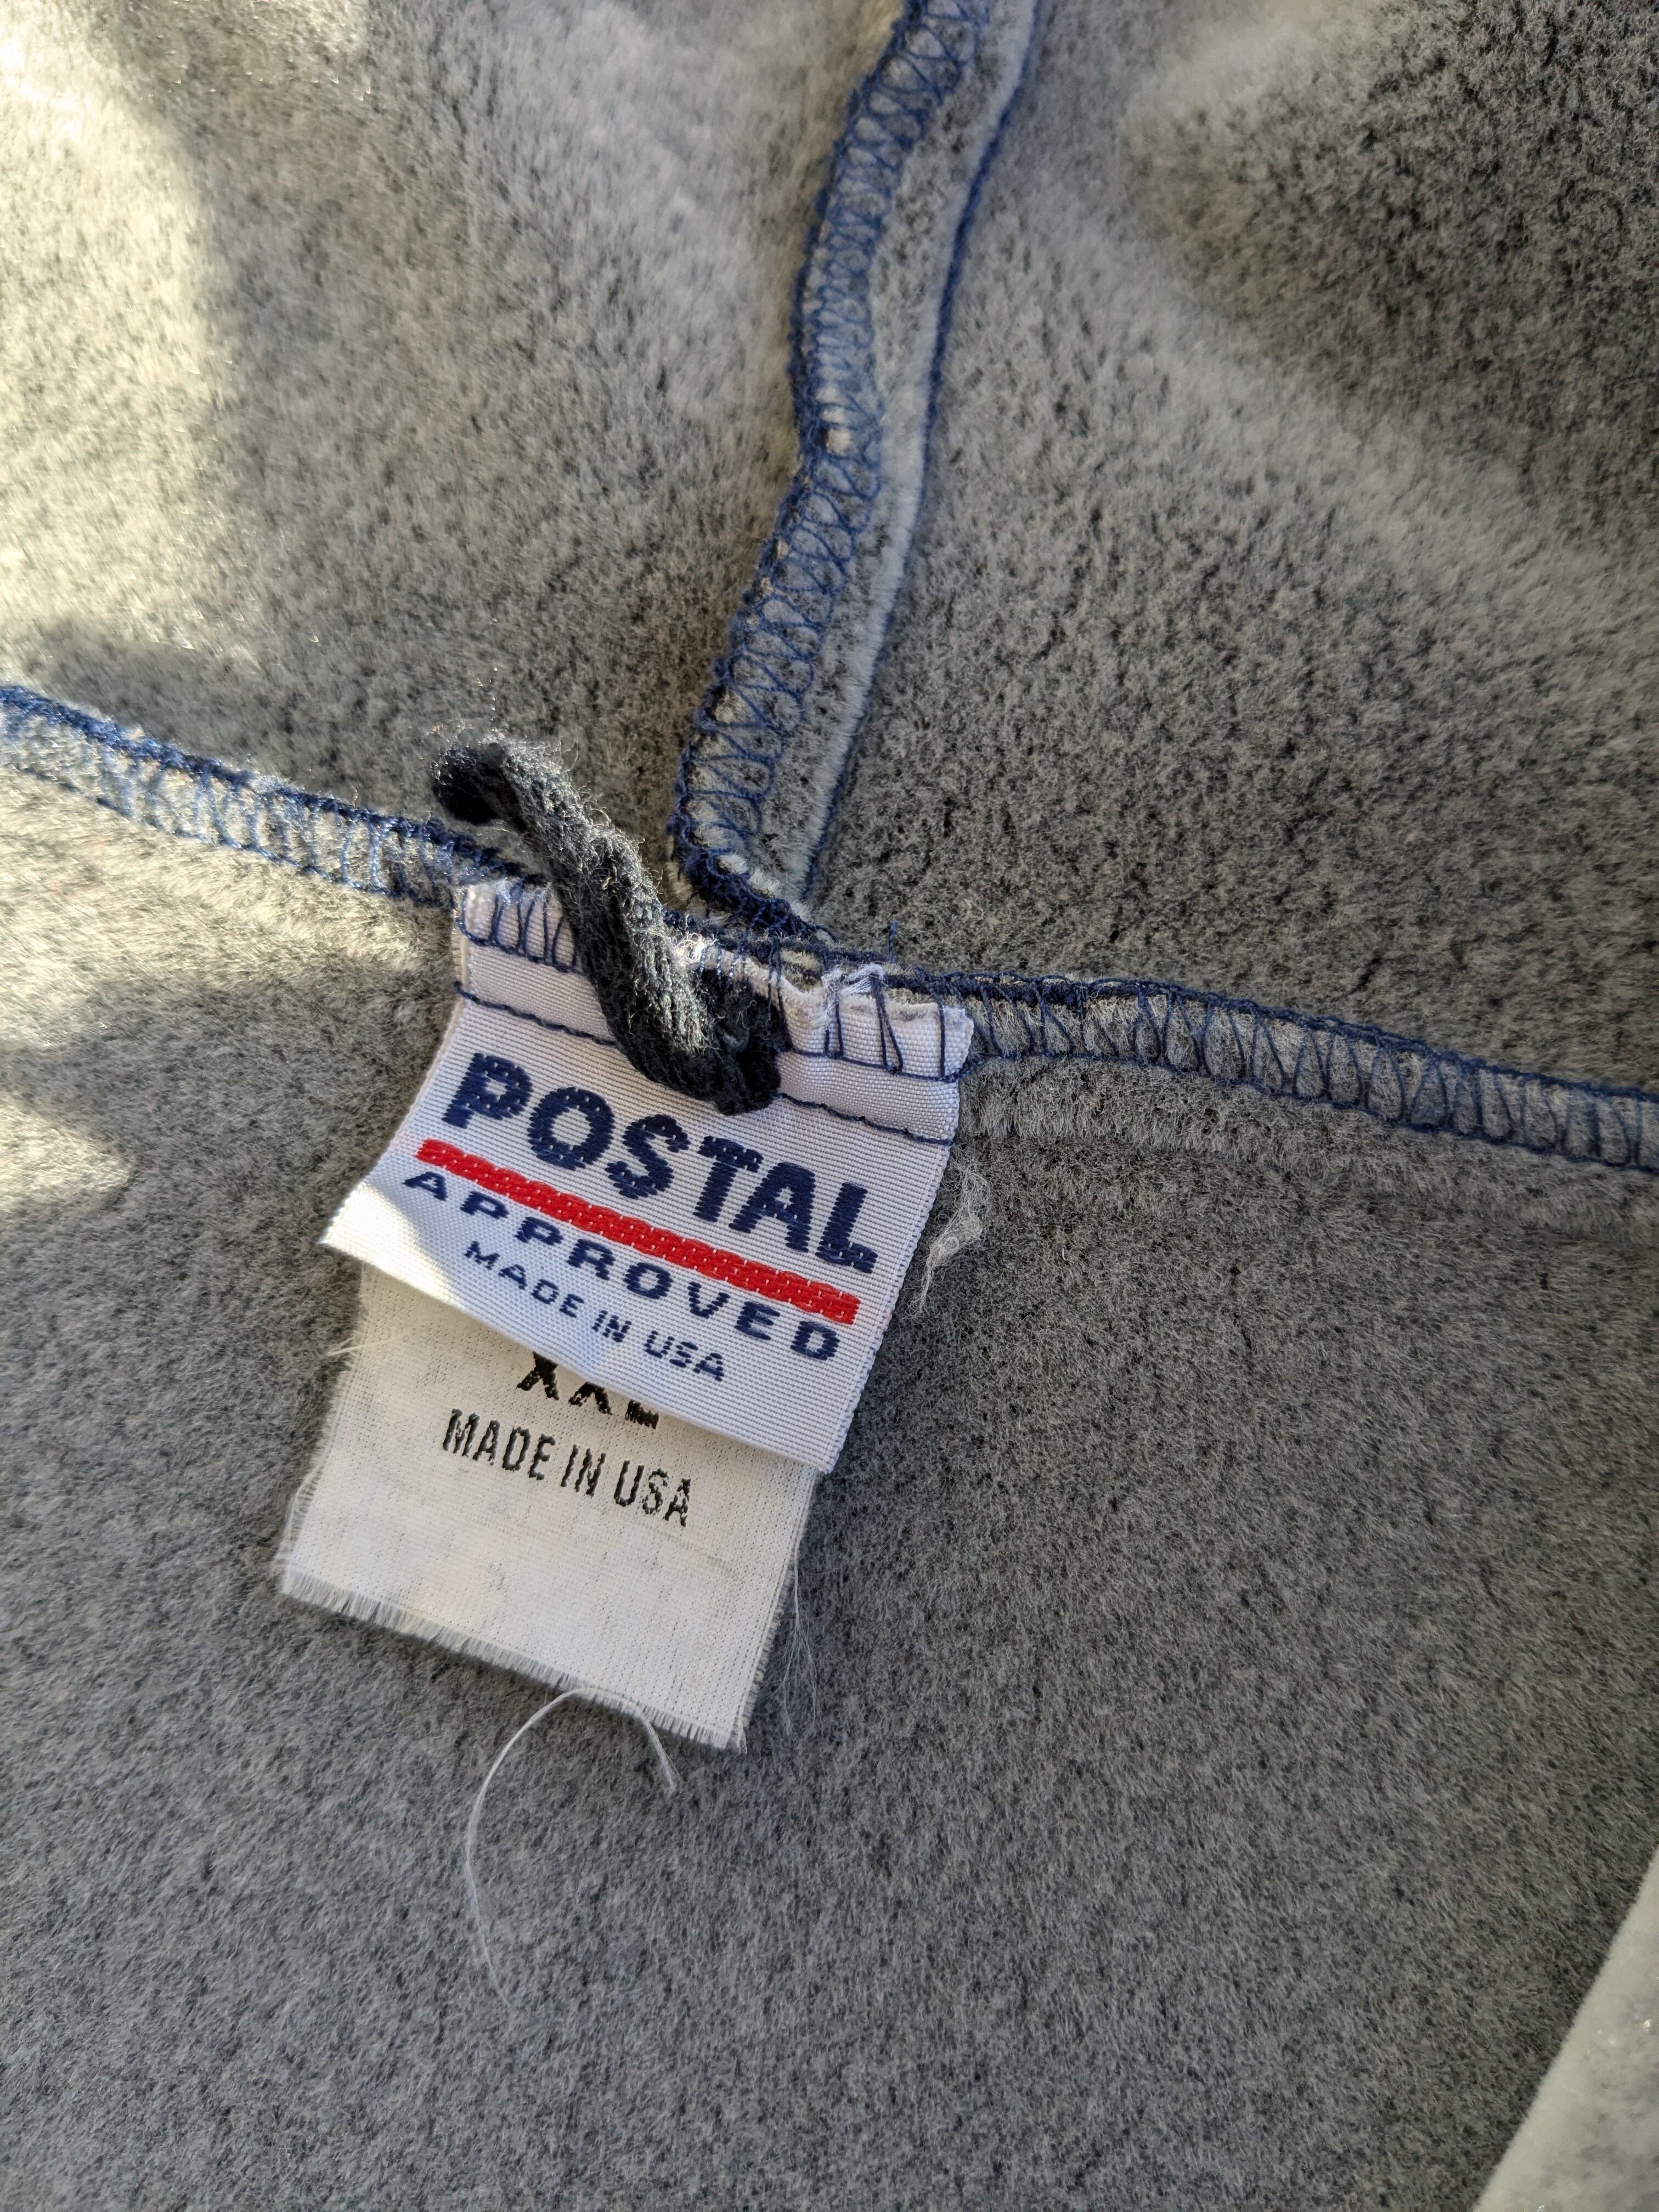 POSTAL
APPROVED
MADE IN USA
XXL
MADE IN USA